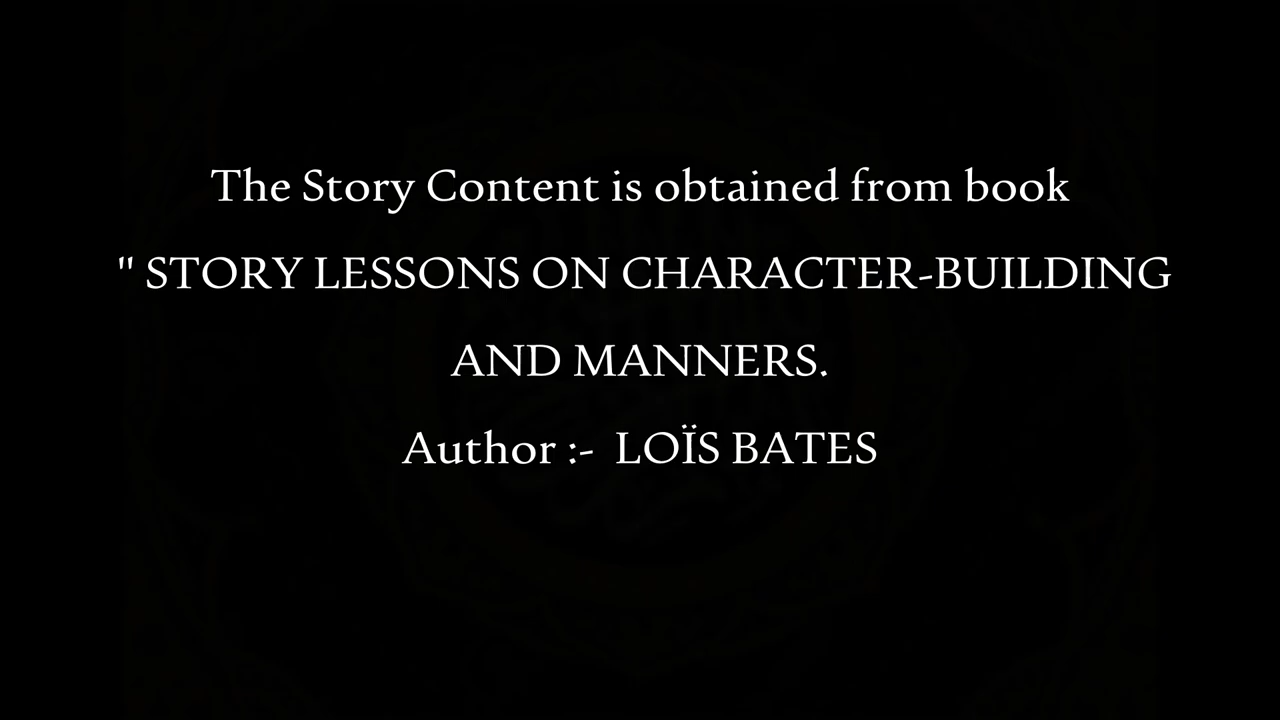 The Story Content is obtained from book
" STORY LESSONS ON CHARACTER-BUILDING
AND MANNERS.
Author :- LOÏS BATES